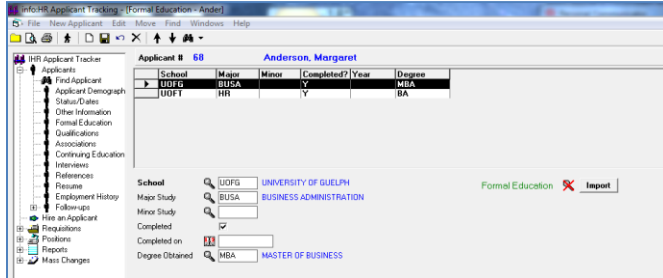 info:HR Applicant Tracking - [Formal Education - Ander]
File New Applicant Edit Move Find Windows Help
IHR Applicant Tracker
Applicants
Find Applicant
Applicant Demograph
Status/Dates
Other Information
Formal Education
Qualifications
Associations
Continuing Education
Interviews
References
Resume
Employment History
Follow-ups
Hire an Applicant
Requisitions
Positions
Reports
Mass Changes
Applicant # 68 Anderson, Margaret
School Major Minor Completed? Year Degree
UOFG BUSA Y MBA
UOFT HR Y BA
School UOFG UNIVERSITY OF GUELPH
Formal Education Import
Major Study BUSA BUSINESS ADMINISTRATION
Minor Study
Completed
Completed on
Degree Obtained MBA MASTER OF BUSINESS